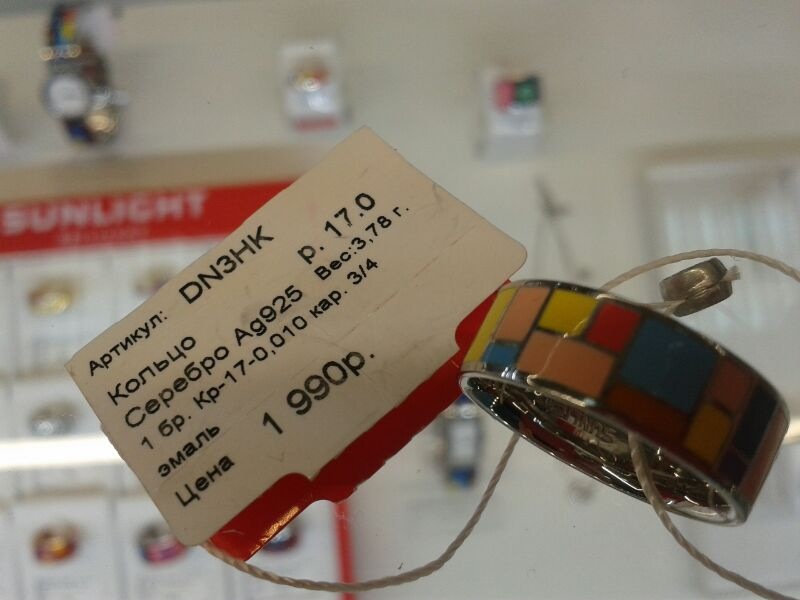 SUNLIGHT
Артикул: DN3HK
Кольцо р. 17.0
Серебро Ag925 Вес:3,78 г.
1 бр. Кр-17-0,010 кар. 3/4
эмаль
Цена 1 990р.